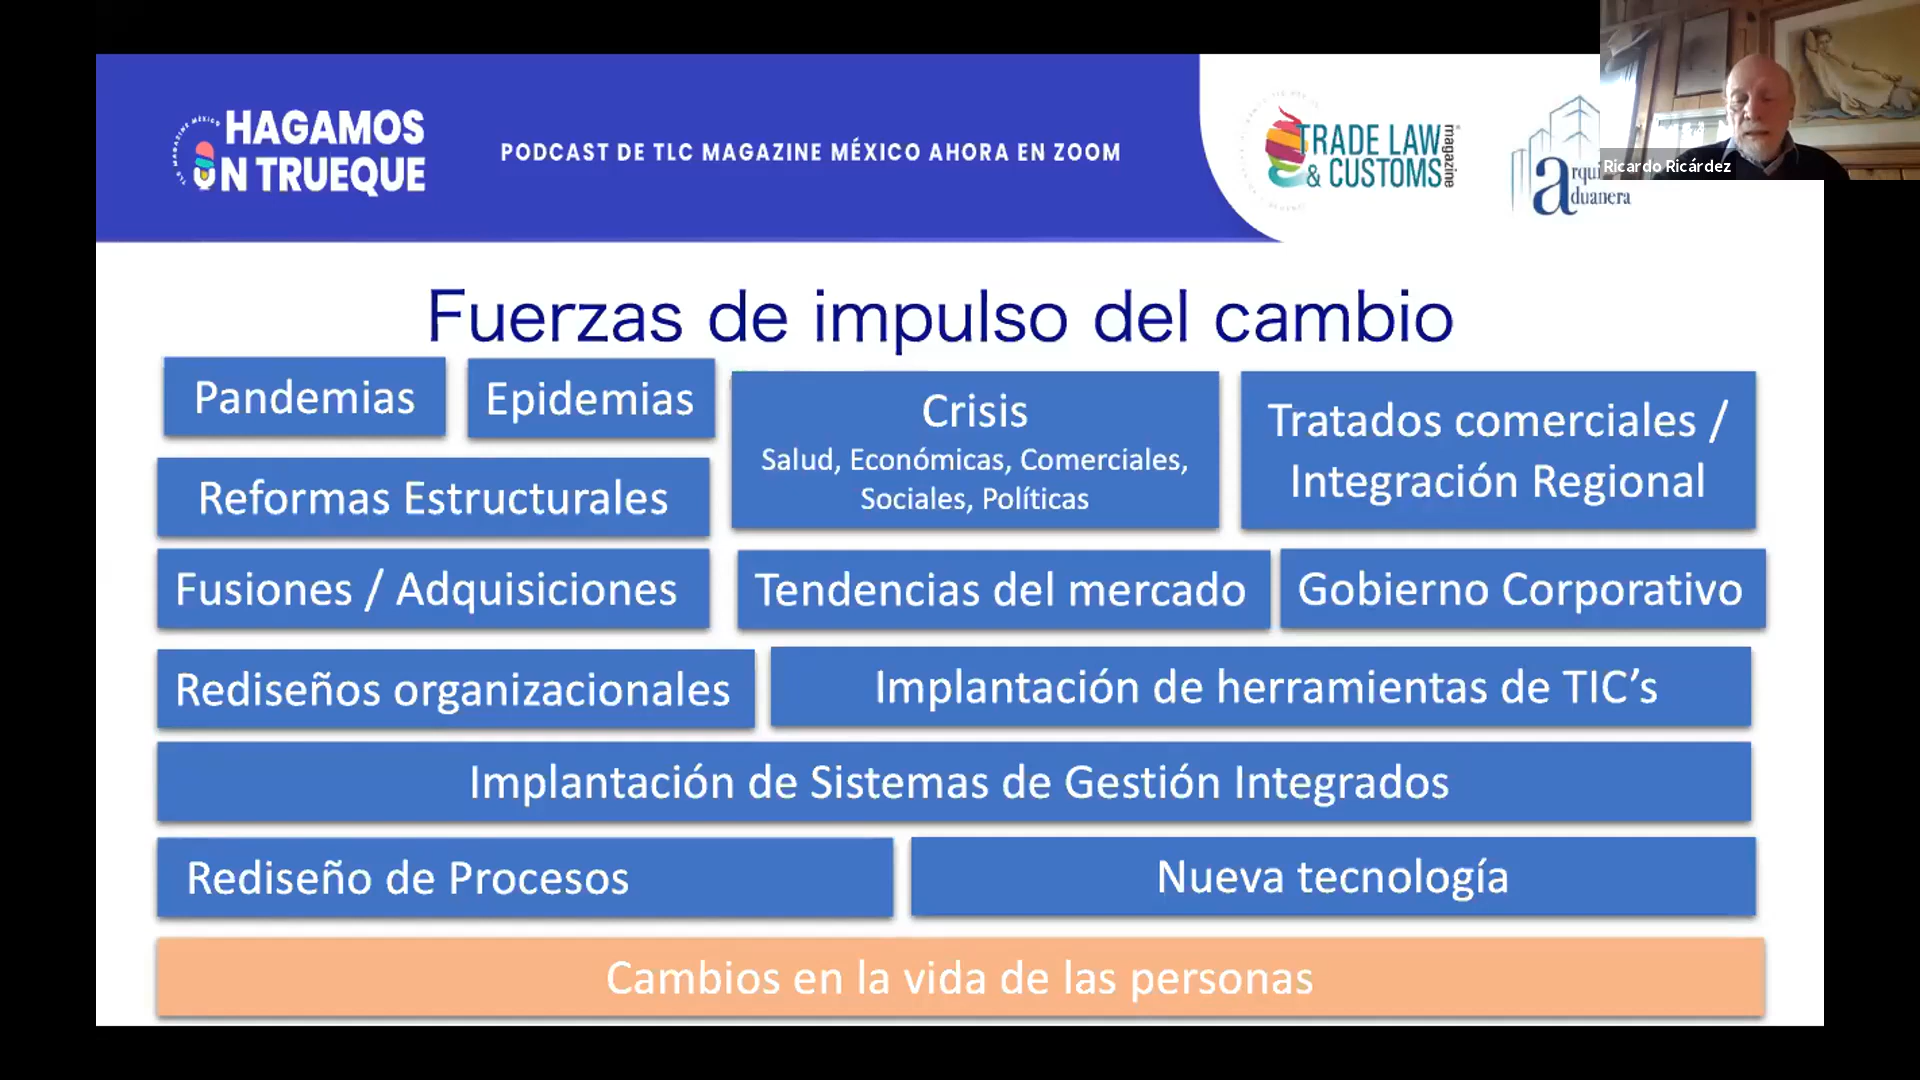 HAGAMOS
UN TRUEQUE
TLC MAGAZINE MÉXICO
PODCAST DE TLC MAGAZINE MÉXICO AHORA EN ZOOM
TRADE LAW
& CUSTOMS
magazine
arqui
aduanera
Ricardo Ricárdez
Fuerzas de impulso del cambio
Pandemias
Epidemias
Crisis
Salud, Económicas, Comerciales,
Sociales, Políticas
Tratados comerciales /
Integración Regional
Reformas Estructurales
Fusiones / Adquisiciones
Tendencias del mercado
Gobierno Corporativo
Rediseños organizacionales
Implantación de herramientas de TIC’s
Implantación de Sistemas de Gestión Integrados
Rediseño de Procesos
Nueva tecnología
Cambios en la vida de las personas